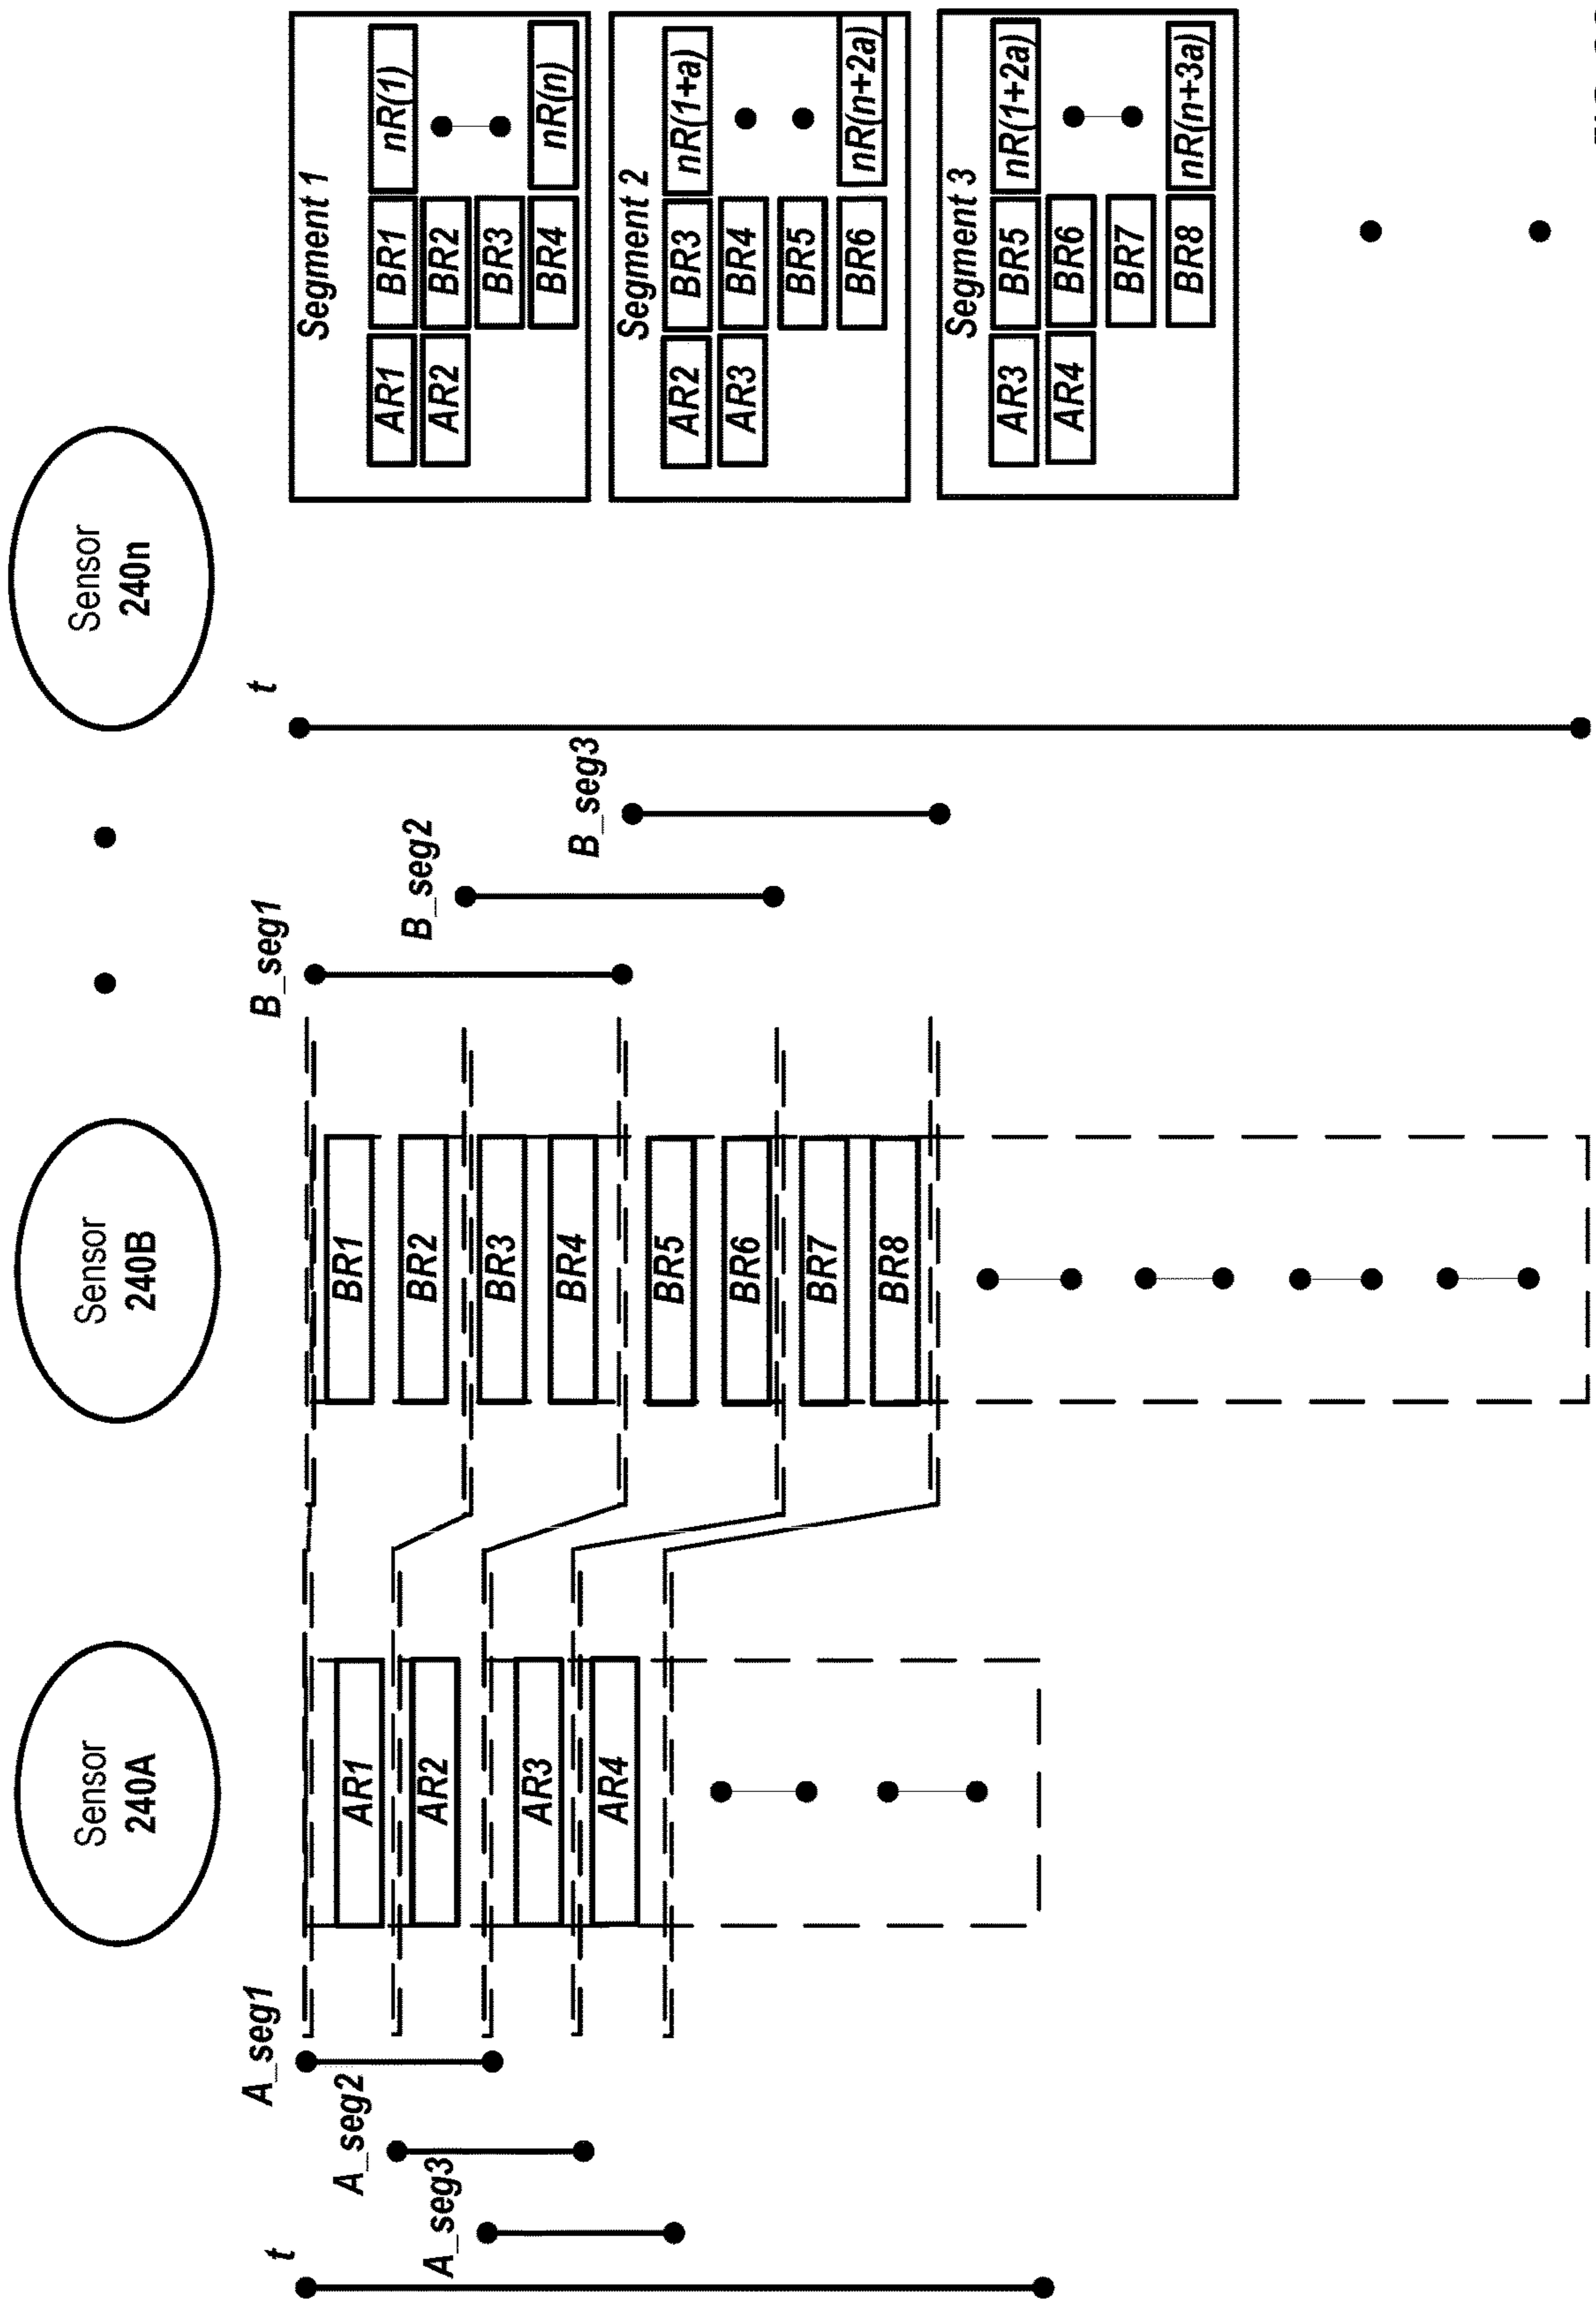 Sensor
240A
Sensor
240B
Sensor
240n
t
A_seg1
A_seg2
A_seg3
AR1
AR2
AR3
AR4
BR1
BR2
BR3
BR4
BR5
BR6
BR7
BR8
B_seg1
B_seg2
B_seg3
t
Segment 1
AR1 BR1 nR(1)
AR2 BR2
BR3
BR4 nR(n)
Segment 2
AR2 BR3 nR(1+a)
AR3 BR4
BR5
BR6 nR(n+2a)
Segment 3
AR3 BR5 nR(1+2a)
AR4 BR6
BR7
BR8 nR(n+3a)